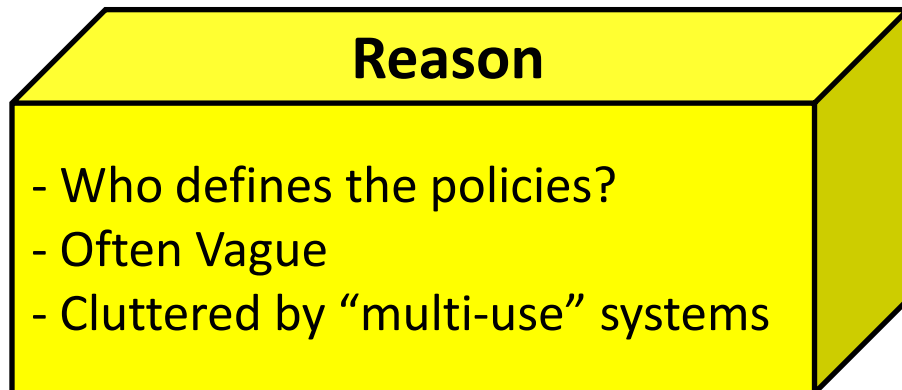 Reason
- Who defines the policies?
- Often Vague
- Cluttered by “multi-use” systems